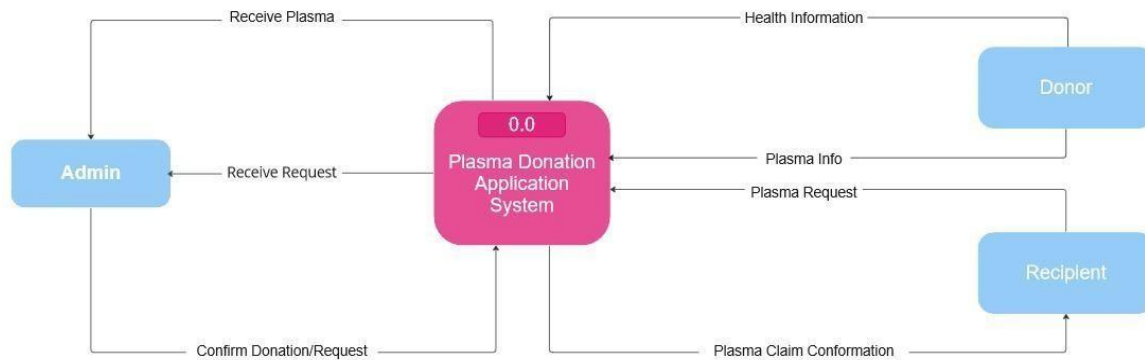 Receive Plasma
Health Information
Donor
0.0
Plasma Donation
Application
System
Admin
Receive Request
Plasma Info
Plasma Request
Recipient
Confirm Donation/Request
Plasma Claim Conformation